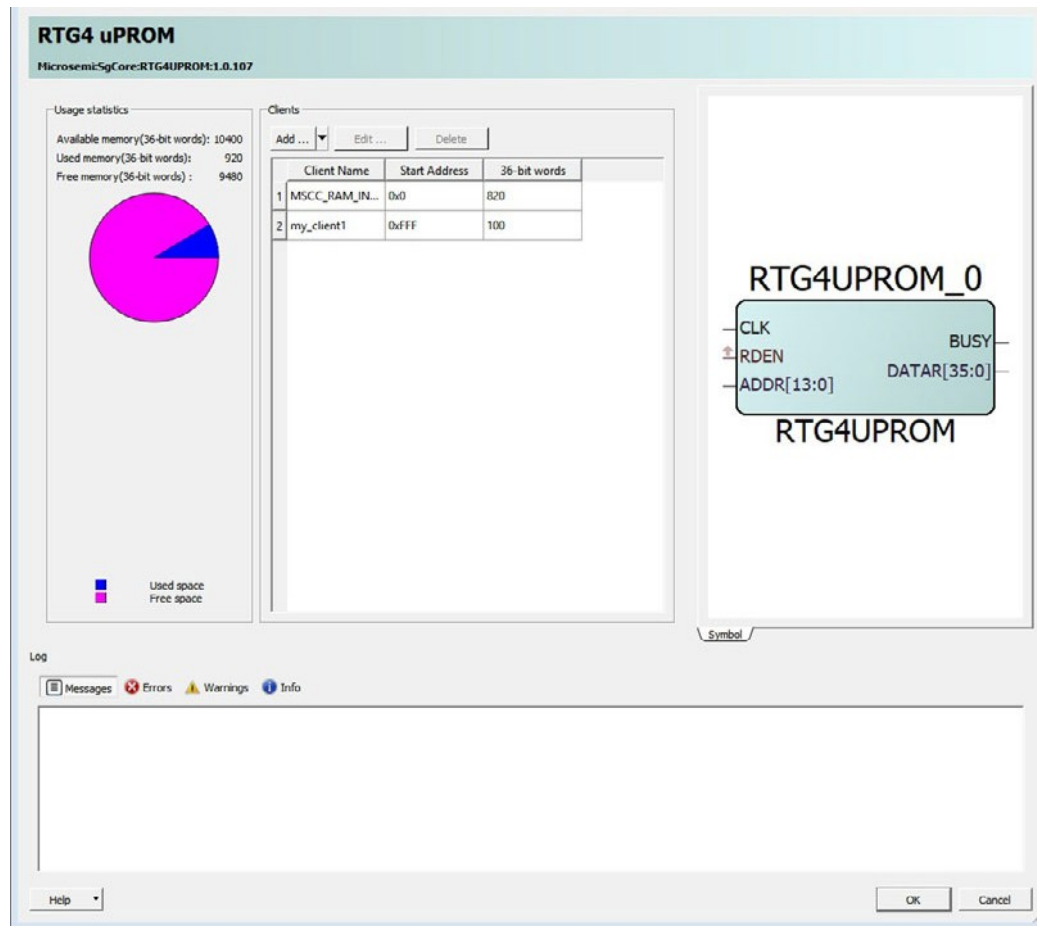 RTG4 uPROM
Microsemi:SgCore:RTG4UPROM:1.0.107
Usage statistics
Available memory(36-bit words): 10400
Used memory(36-bit words): 920
Free memory(36-bit words) : 9480
Used space
Free space
Clients
Add ... Edit ... Delete
Client Name Start Address 36-bit words
1 MSCC_RAM_IN... 0x0 820
2 my_client1 0xFFF 100
RTG4UPROM_0
CLK
BUSY
RDEN
DATAR[35:0]
ADDR[13:0]
RTG4UPROM
Symbol
Log
Messages Errors Warnings Info
Help OK Cancel